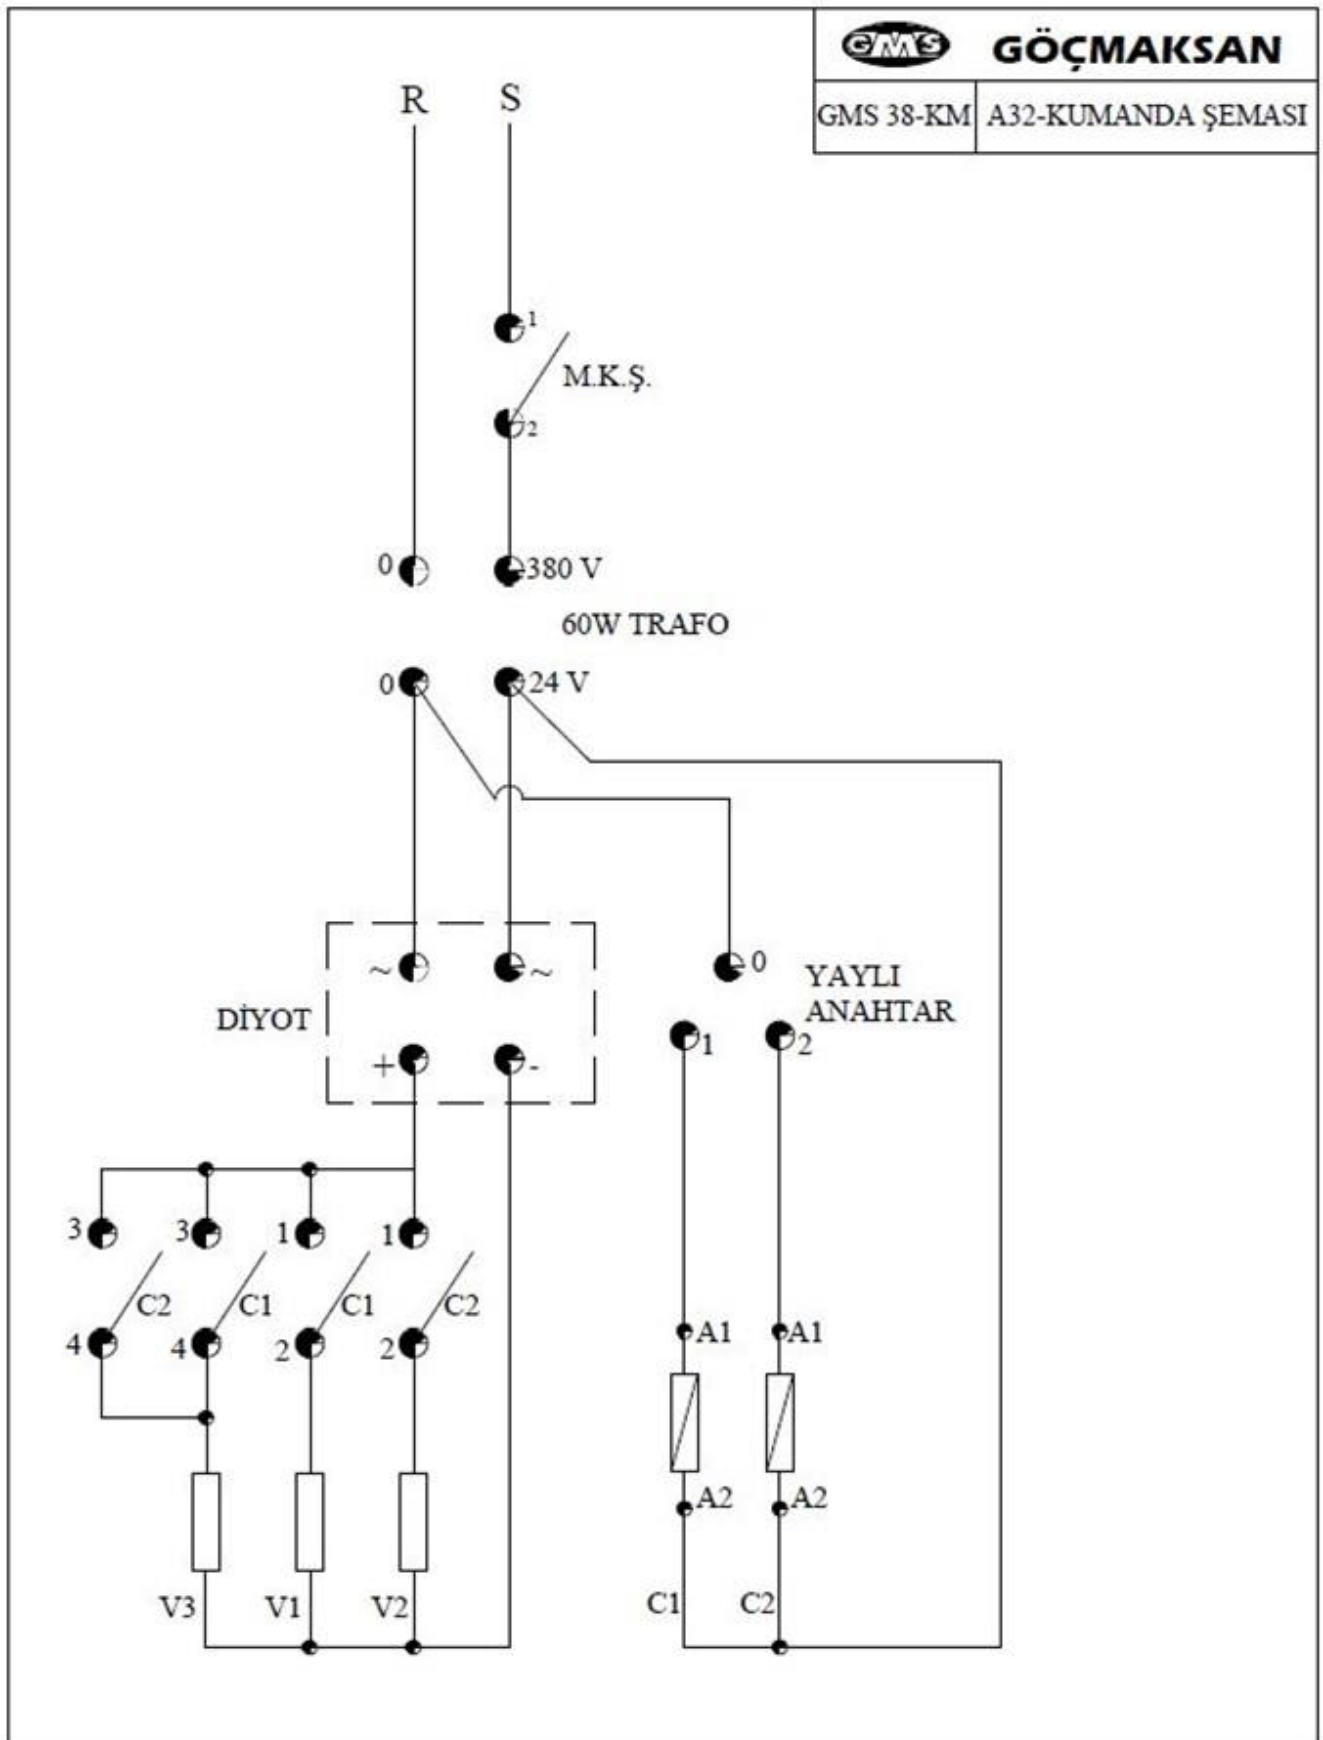 GMS GÖÇMAKSAN
GMS 38-KM A32-KUMANDA ŞEMASI
R S
1
M.K.Ş.
2
0 380 V
60W TRAFO
0 24 V
~ ~ 0
YAYLI
ANAHTAR
DİYOT
1 2
+ -
3 3 1 1
C2 C1 C1 C2
4 4 2 2
A1 A1
A2 A2
V3 V1 V2 C1 C2